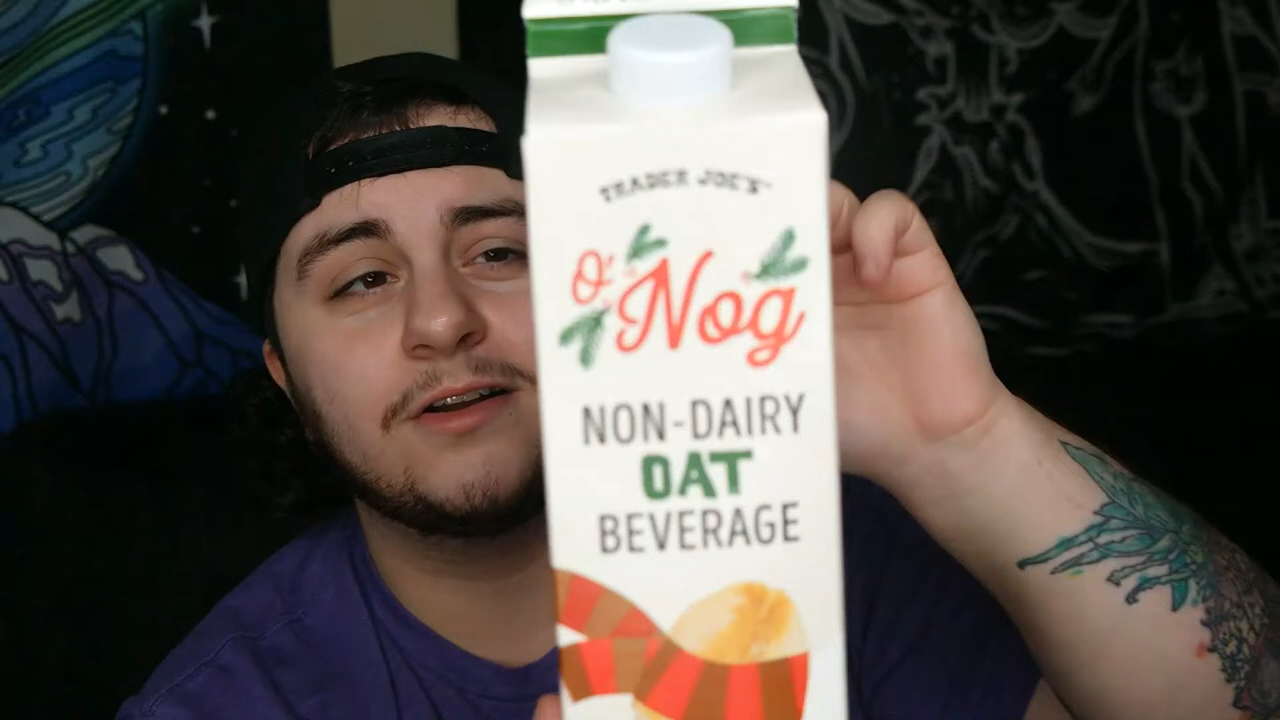 TRADER JOE'S
O' Nog
NON-DAIRY
OAT
BEVERAGE